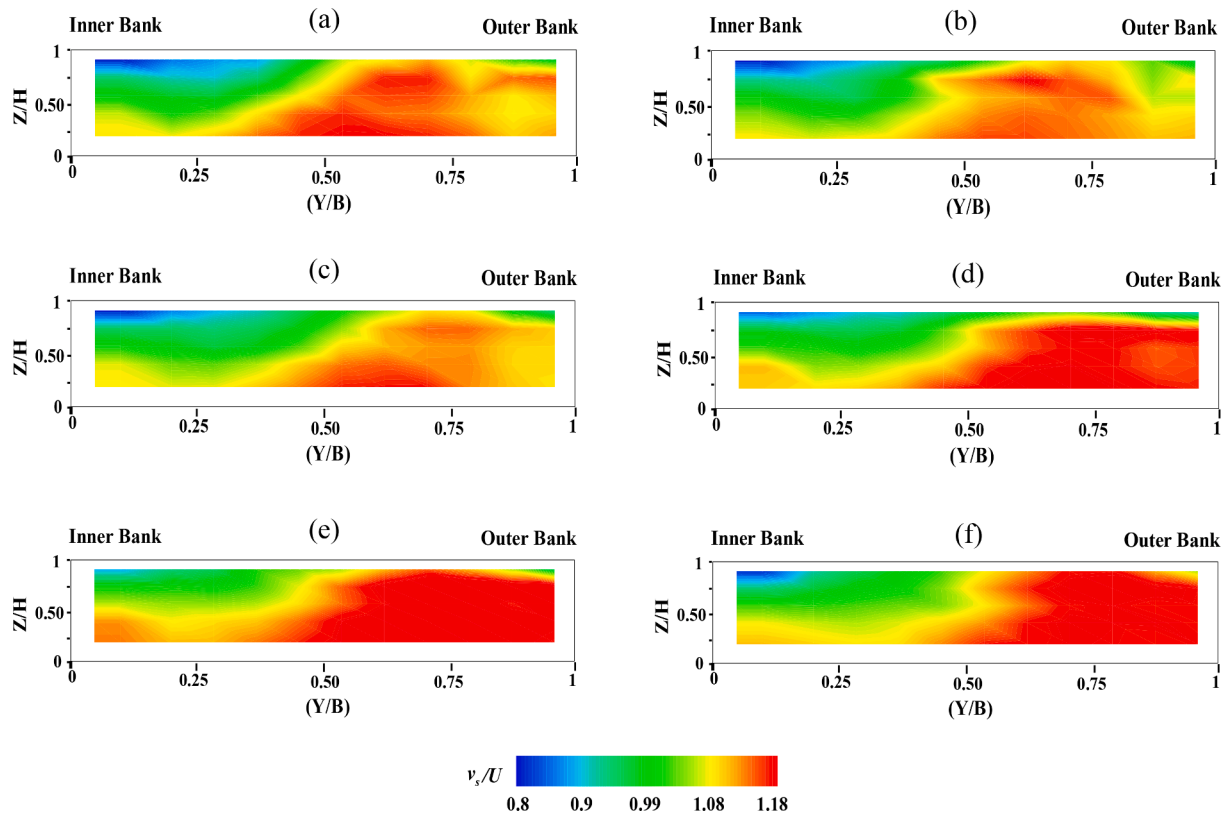 (a)
Inner Bank Outer Bank
1
Z/H
0.50
0
0 0.25 0.50 0.75 1
(Y/B)
(b)
Inner Bank Outer Bank
1
Z/H
0.50
0
0 0.25 0.50 0.75 1
(Y/B)
(c)
Inner Bank Outer Bank
1
Z/H
0.50
0
0 0.25 0.50 0.75 1
(Y/B)
(d)
Inner Bank Outer Bank
1
Z/H
0.50
0
0 0.25 0.50 0.75 1
(Y/B)
(e)
Inner Bank Outer Bank
1
Z/H
0.50
0
0 0.25 0.50 0.75 1
(Y/B)
(f)
Inner Bank Outer Bank
1
Z/H
0.50
0
0 0.25 0.50 0.75 1
(Y/B)
vs/U
0.8 0.9 0.99 1.08 1.18